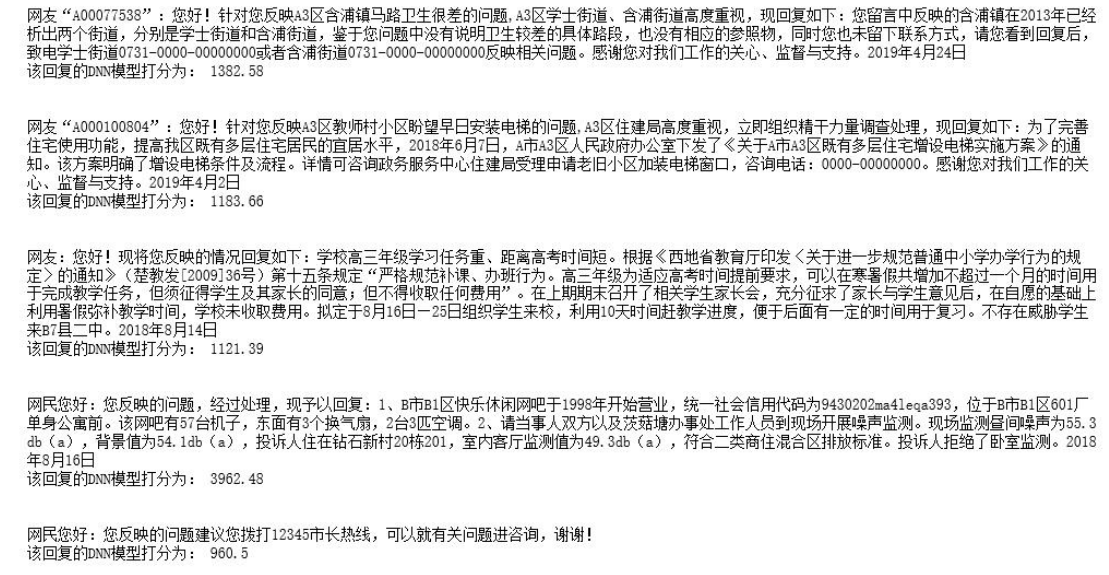 网友“A00077538”：您好！针对您反映A3区含浦镇马路卫生很差的问题,A3区学士街道、含浦街道高度重视，现回复如下：您留言中反映的含浦镇在2013年已经
析出两个街道，分别是学士街道和含浦街道，鉴于您问题中没有说明卫生较差的具体路段，也没有相应的参照物，同时您也未留下联系方式，请您看到回复后，
致电学士街道0731-0000-00000000或者含浦街道0731-0000-00000000反映相关问题。感谢您对我们工作的关心、监督与支持。2019年4月24日
该回复的DNN模型打分为： 1382.58
网友“A000100804”：您好！针对您反映A3区教师村小区盼望早日安装电梯的问题,A3区住建局高度重视，立即组织精干力量调查处理，现回复如下：为了完善
住宅使用功能，提高我区既有多层住宅居民的宜居水平，2018年6月7日，A市A3区人民政府办公室下发了《关于A市A3区既有多层住宅增设电梯实施方案》的通
知。该方案明确了增设电梯条件及流程。详情可咨询政务服务中心住建局受理申请老旧小区加装电梯窗口，咨询电话：0000-00000000。感谢您对我们工作的关
心、监督与支持。2019年4月2日
该回复的DNN模型打分为： 1183.66
网友：您好！现将您反映的情况回复如下：学校高三年级学习任务重、距离高考时间短。根据《西地省教育厅印发〈关于进一步规范普通中小学办学行为的规
定〉的通知》（楚教发[2009]36号）第十五条规定“严格规范补课、办班行为。高三年级为适应高考时间提前要求，可以在寒暑假共增加不超过一个月的时间用
于完成教学任务，但须征得学生及其家长的同意；但不得收取任何费用”。在上期期末召开了相关学生家长会，充分征求了家长与学生意见后，在自愿的基础上
利用暑假弥补教学时间，学校未收取费用。拟定于8月16日—25日组织学生来校，利用10天时间赶教学进度，便于后面有一定的时间用于复习。不存在威胁学生
来B7县二中。2018年8月14日
该回复的DNN模型打分为： 1121.39
网民您好：您反映的问题，经过处理，现予以回复：1、B市B1区快乐休闲网吧于1998年开始营业，统一社会信用代码为9430202ma4leqa393，位于B市B1区601厂
单身公寓前。该网吧有57台机子，东面有3个换气扇，2台3匹空调。2、请当事人双方以及茨菇塘办事处工作人员到现场开展噪声监测。现场监测昼间噪声为55.3
db（a），背景值为54.1db（a），投诉人住在钻石新村20栋201，室内客厅监测值为49.3db（a），符合二类商住混合区排放标准。投诉人拒绝了卧室监测。2018
年8月16日
该回复的DNN模型打分为： 3962.48
网民您好：您反映的问题建议您拨打12345市长热线，可以就有关问题进咨询，谢谢！
该回复的DNN模型打分为： 960.5